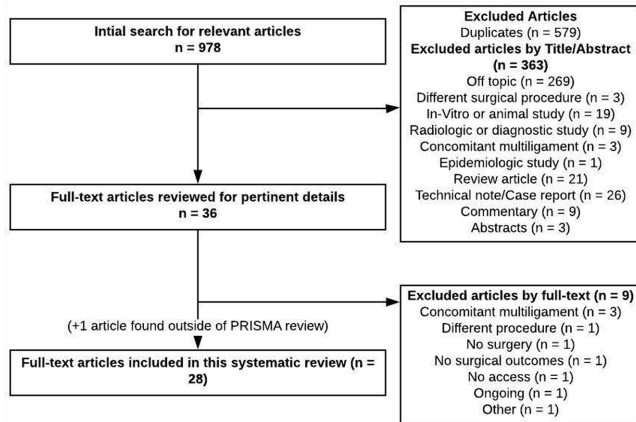 Intial search for relevant articles
n = 978
Excluded Articles
Duplicates (n = 579)
Excluded articles by Title/Abstract
(n = 363)
Off topic (n = 269)
Different surgical procedure (n = 3)
In-Vitro or animal study (n = 19)
Radiologic or diagnostic study (n = 9)
Concomitant multiligament (n = 3)
Epidemiologic study (n = 1)
Review article (n = 21)
Technical note/Case report (n = 26)
Commentary (n = 9)
Abstracts (n = 3)
Full-text articles reviewed for pertinent details
n = 36
Excluded articles by full-text (n = 9)
Concomitant multiligament (n = 3)
Different procedure (n = 1)
No surgery (n = 1)
No surgical outcomes (n = 1)
No access (n = 1)
Ongoing (n = 1)
Other (n = 1)
(+1 article found outside of PRISMA review)
Full-text articles included in this systematic review (n =
28)